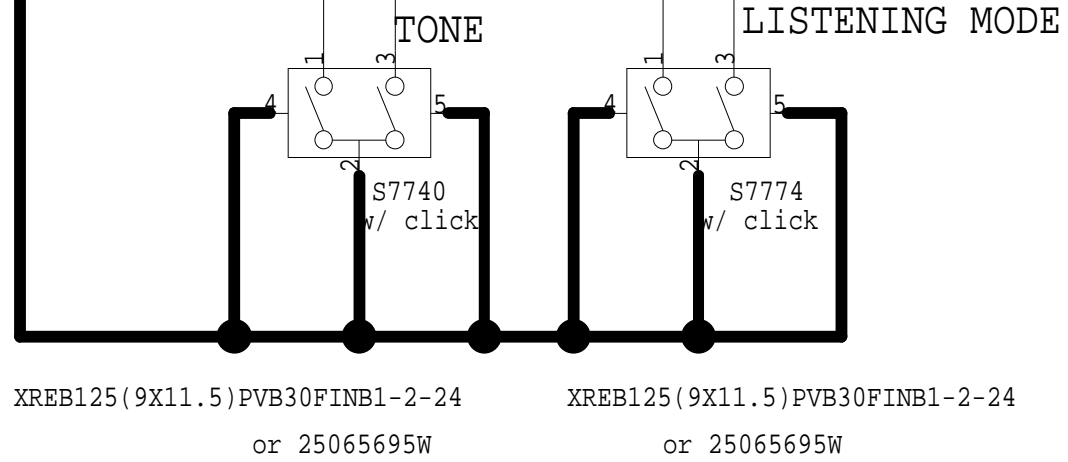 TONE
LISTENING MODE
1 3
1 3
4 5
4 5
2
2
S7740
w/ click
S7774
w/ click
XREB125(9X11.5)PVB30FINB1-2-24
XREB125(9X11.5)PVB30FINB1-2-24
or 25065695W
or 25065695W